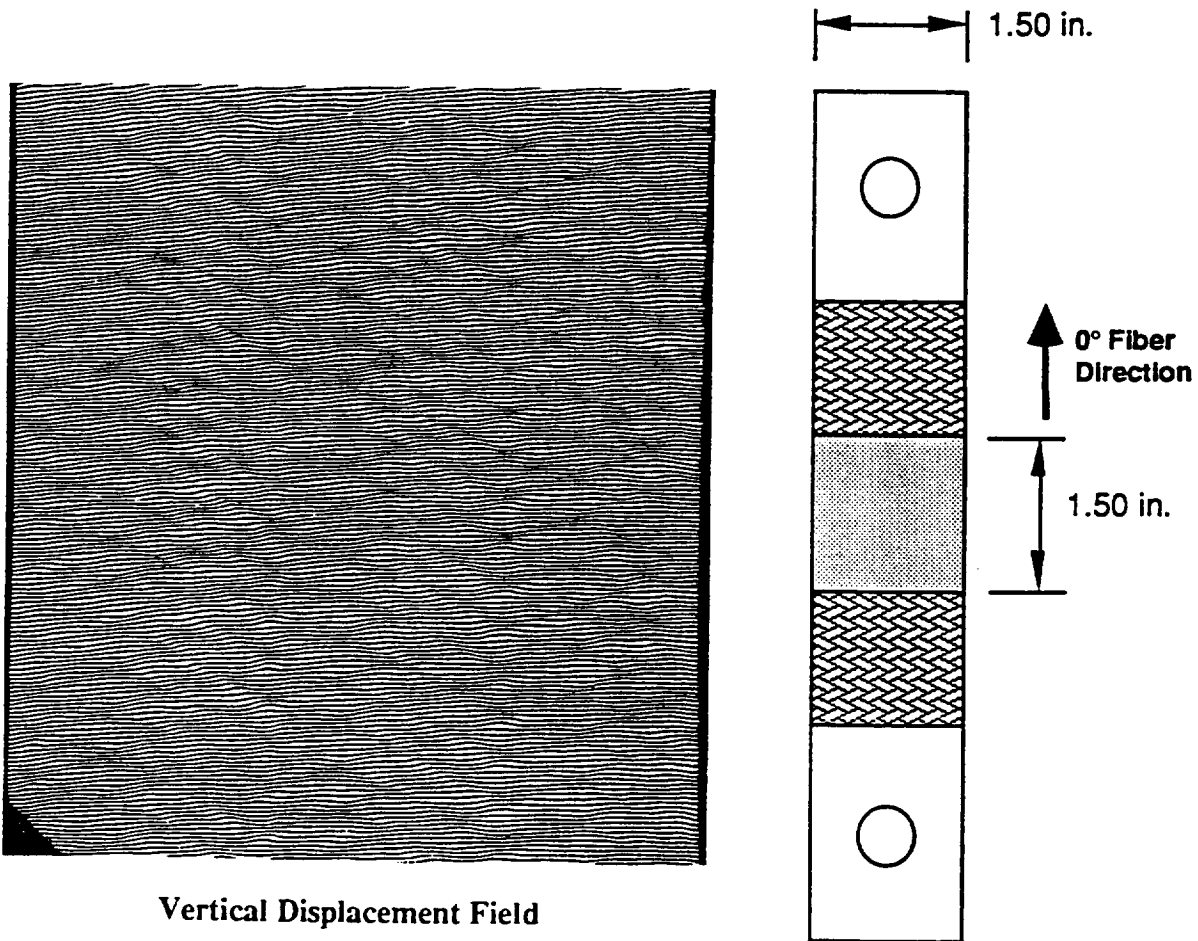 1.50 in.
0° Fiber
Direction
1.50 in.
Vertical Displacement Field